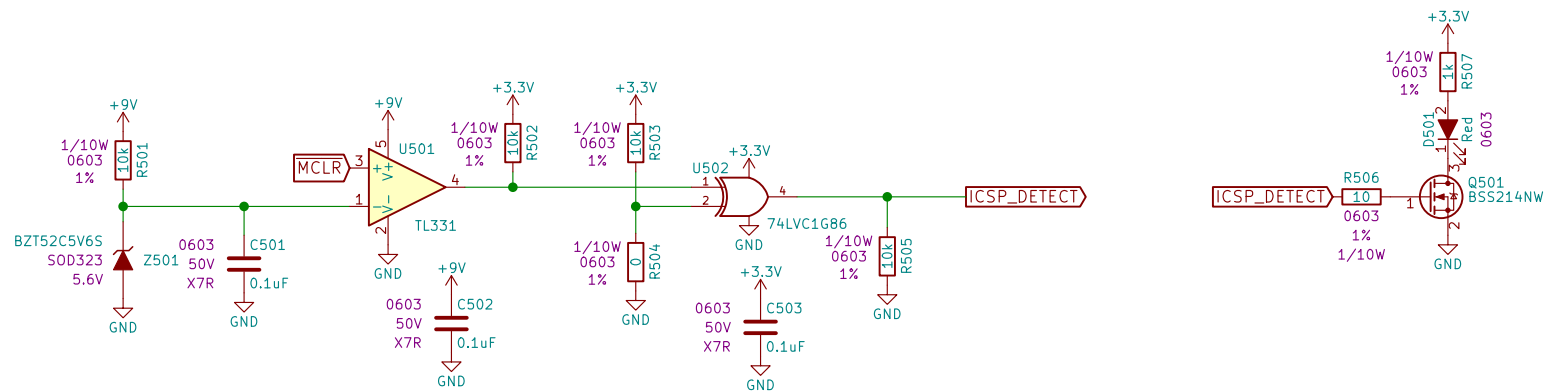 +9V
1/10W
0603
1%
10k
R501
BZT52C5V6S
SOD323
5.6V
Z501
GND
0603
50V
X7R
C501
0.1uF
GND
MCLR
+9V
3
1
+
-
V+
V-
5
2
4
U501
TL331
GND
+9V
0603
50V
X7R
C502
0.1uF
GND
+3.3V
1/10W
0603
1%
10k
R502
+3.3V
1/10W
0603
1%
10k
R503
1/10W
0603
1%
0
R504
GND
U502
+3.3V
1
2
4
74LVC1G86
GND
+3.3V
0603
50V
X7R
C503
0.1uF
GND
1/10W
0603
1%
10k
R505
GND
ICSP_DETECT
ICSP_DETECT
R506
10
0603
1%
1/10W
+3.3V
1/10W
0603
1%
1k
R507
2
D501
1
Red
0603
3
1
2
Q501
BSS214NW
GND